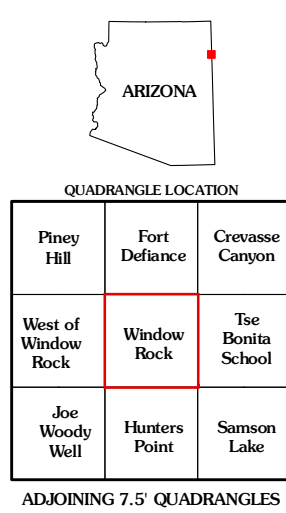 ARIZONA
QUADRANGLE LOCATION
Piney
Hill
Fort
Defiance
Crevasse
Canyon
West of
Window
Rock
Window
Rock
Tse
Bonita
School
Joe
Woody
Well
Hunters
Point
Samson
Lake
ADJOINING 7.5' QUADRANGLES